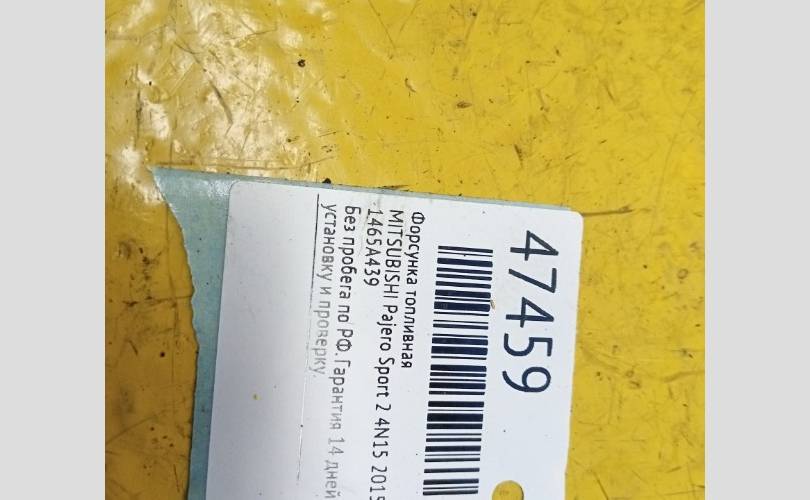 47459
Форсунка топливная
MITSUBISHI Pajero Sport 2 4N15 2015
1465A439
Без пробега по РФ.Гарантия 14 дней
установку и проверку.